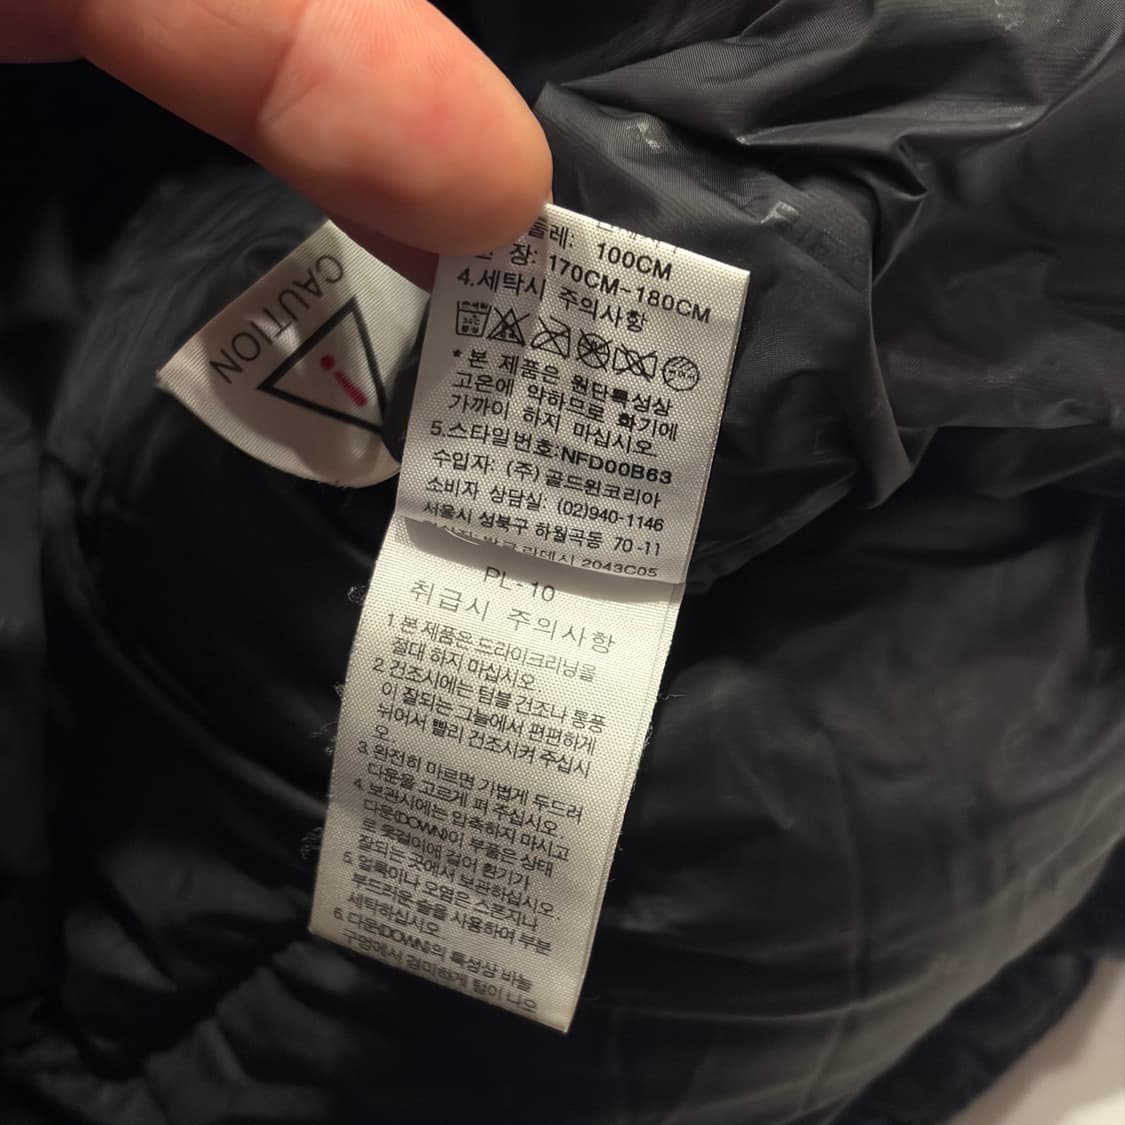 CAUTION
둘레: 100CM
장: 170CM~180CM
4.세탁시 주의사항
* 본 제품은 원단특성상
고온에 약하므로 화기에
가까이 하지 마십시오.
5.스타일번호:NFD00B63
수입자: (주)골드윈코리아
소비자 상담실: (02)940-1146
서울시 성북구 하월곡동 70-11
2043C05
PL-10
취급시 주의사항
1.본 제품은 드라이크리닝을
절대 하지 마십시오.
2. 건조시에는 텀블 건조나 통풍
이 잘되는 그늘에서 편편하게
뉘어서 빨리 건조시켜 주십시
오.
3. 완전히 마르면 가볍게 두드려
다운을 고르게 펴 주십시오.
4. 보관시에는 압축하지 마시고
다운(DOWN)이 부풀은 상태
로 옷걸이에 걸어 환기가
잘되는 곳에서 보관하십시오.
5. 얼룩이나 오염은 스폰지나
부드러운 솔을 사용하여 부분
세탁하십시오.
6. 다운(DOWN)의 특성상 바늘
구멍에서 경미하게 털이 나오